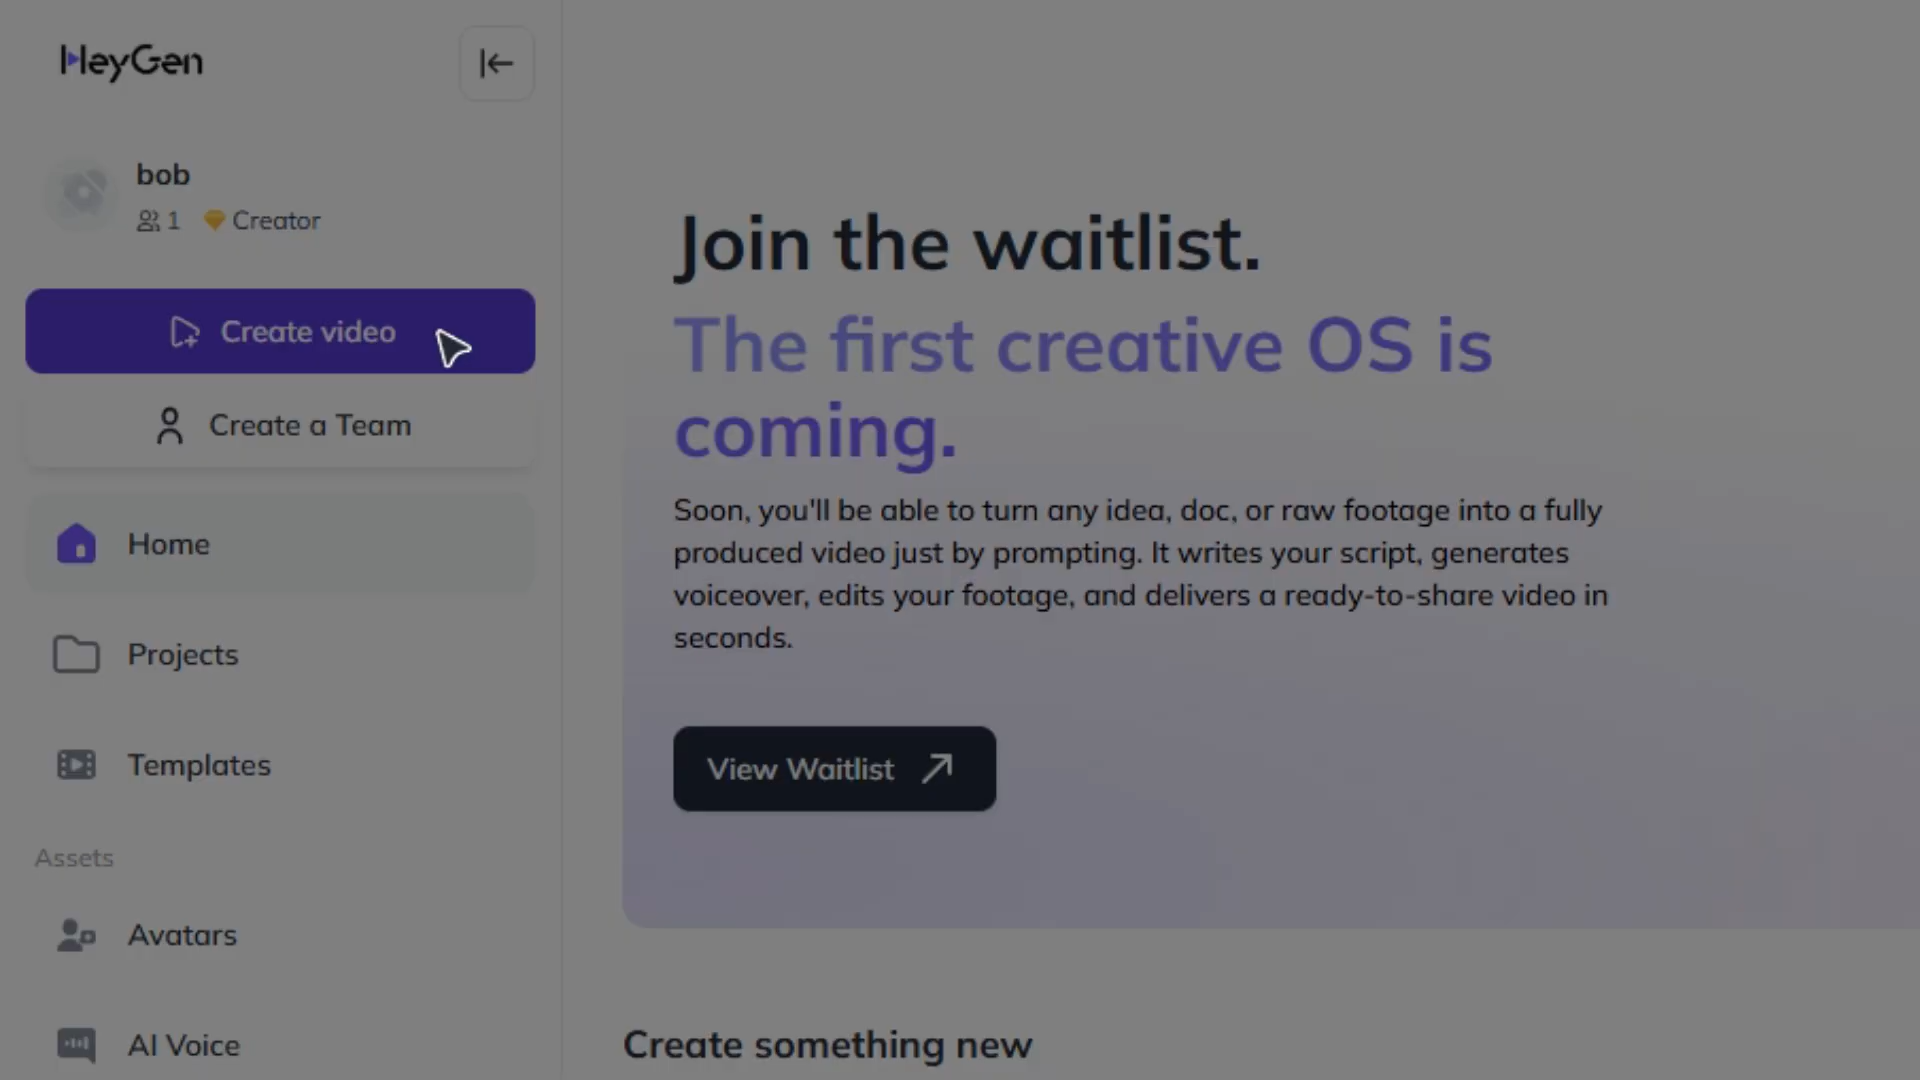 HeyGen
bob
1 Creator
Create video
Create a Team
Home
Projects
Templates
Assets
Avatars
AI Voice
Join the waitlist.
The first creative OS is
coming.
Soon, you'll be able to turn any idea, doc, or raw footage into a fully
produced video just by prompting. It writes your script, generates
voiceover, edits your footage, and delivers a ready-to-share video in
seconds.
View Waitlist
Create something new